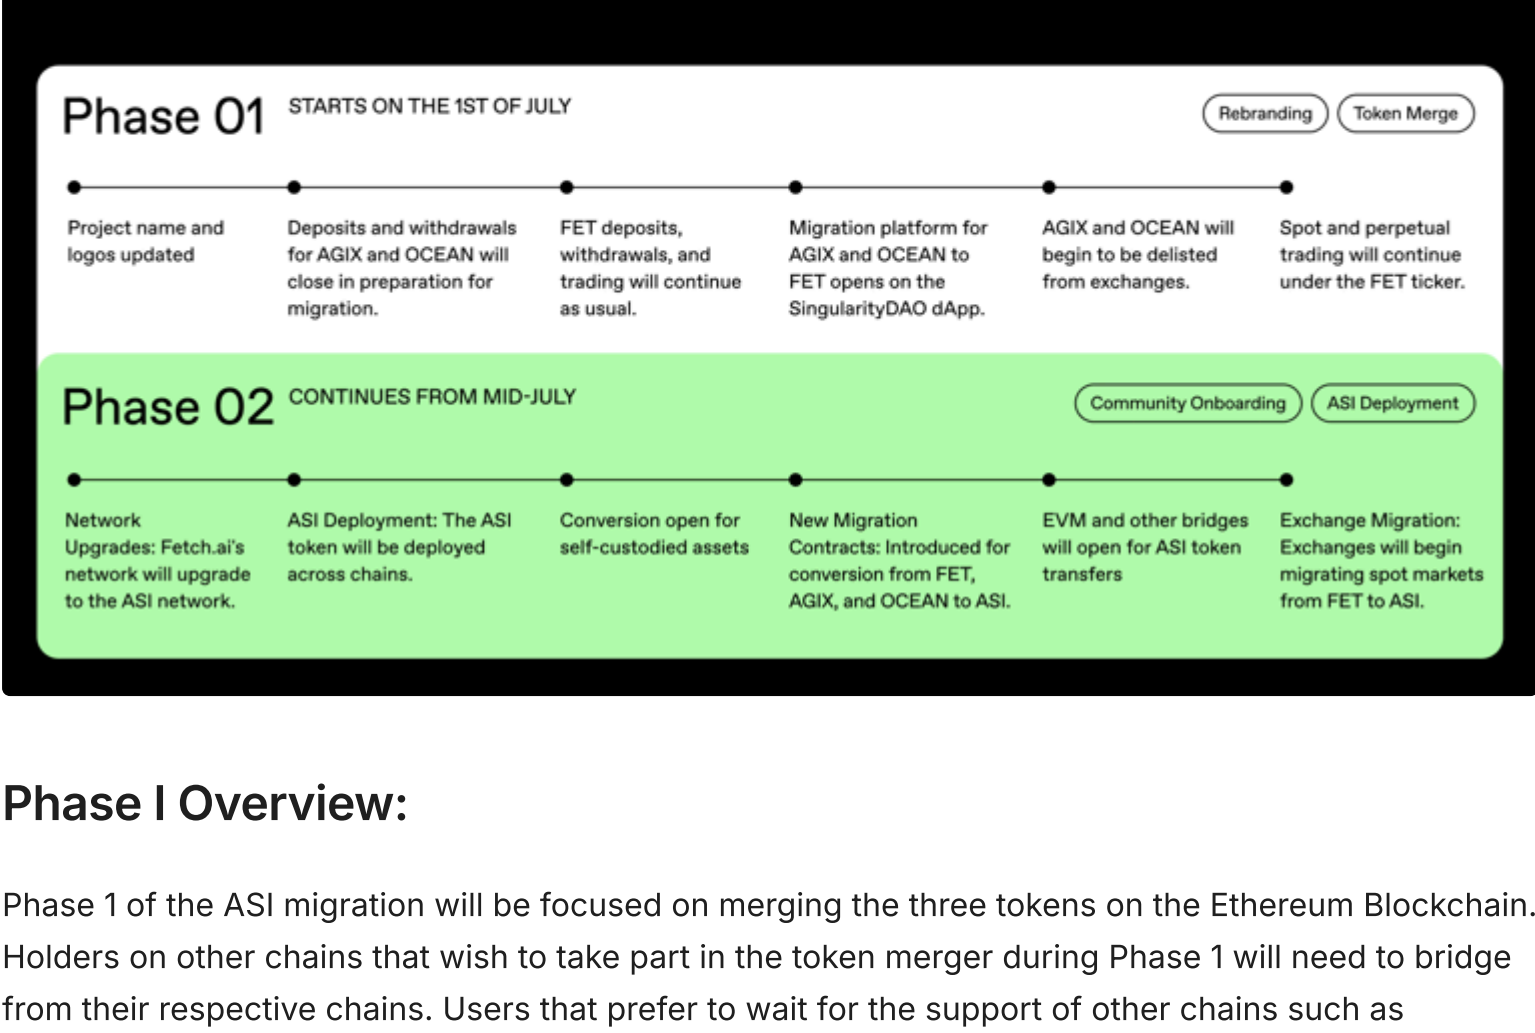 Phase 01
STARTS ON THE 1ST OF JULY
Rebranding
Token Merge
Project name and
logos updated
Deposits and withdrawals
for AGIX and OCEAN will
close in preparation for
migration.
FET deposits,
withdrawals, and
trading will continue
as usual.
Migration platform for
AGIX and OCEAN to
FET opens on the
SingularityDAO dApp.
AGIX and OCEAN will
begin to be delisted
from exchanges.
Spot and perpetual
trading will continue
under the FET ticker.
Phase 02
CONTINUES FROM MID-JULY
Community Onboarding
ASI Deployment
Network
Upgrades: Fetch.ai's
network will upgrade
to the ASI network.
ASI Deployment: The ASI
token will be deployed
across chains.
Conversion open for
self-custodied assets
New Migration
Contracts: Introduced for
conversion from FET,
AGIX, and OCEAN to ASI.
EVM and other bridges
will open for ASI token
transfers
Exchange Migration:
Exchanges will begin
migrating spot markets
from FET to ASI.
Phase I Overview:
Phase 1 of the ASI migration will be focused on merging the three tokens on the Ethereum Blockchain.
Holders on other chains that wish to take part in the token merger during Phase 1 will need to bridge
from their respective chains. Users that prefer to wait for the support of other chains such as